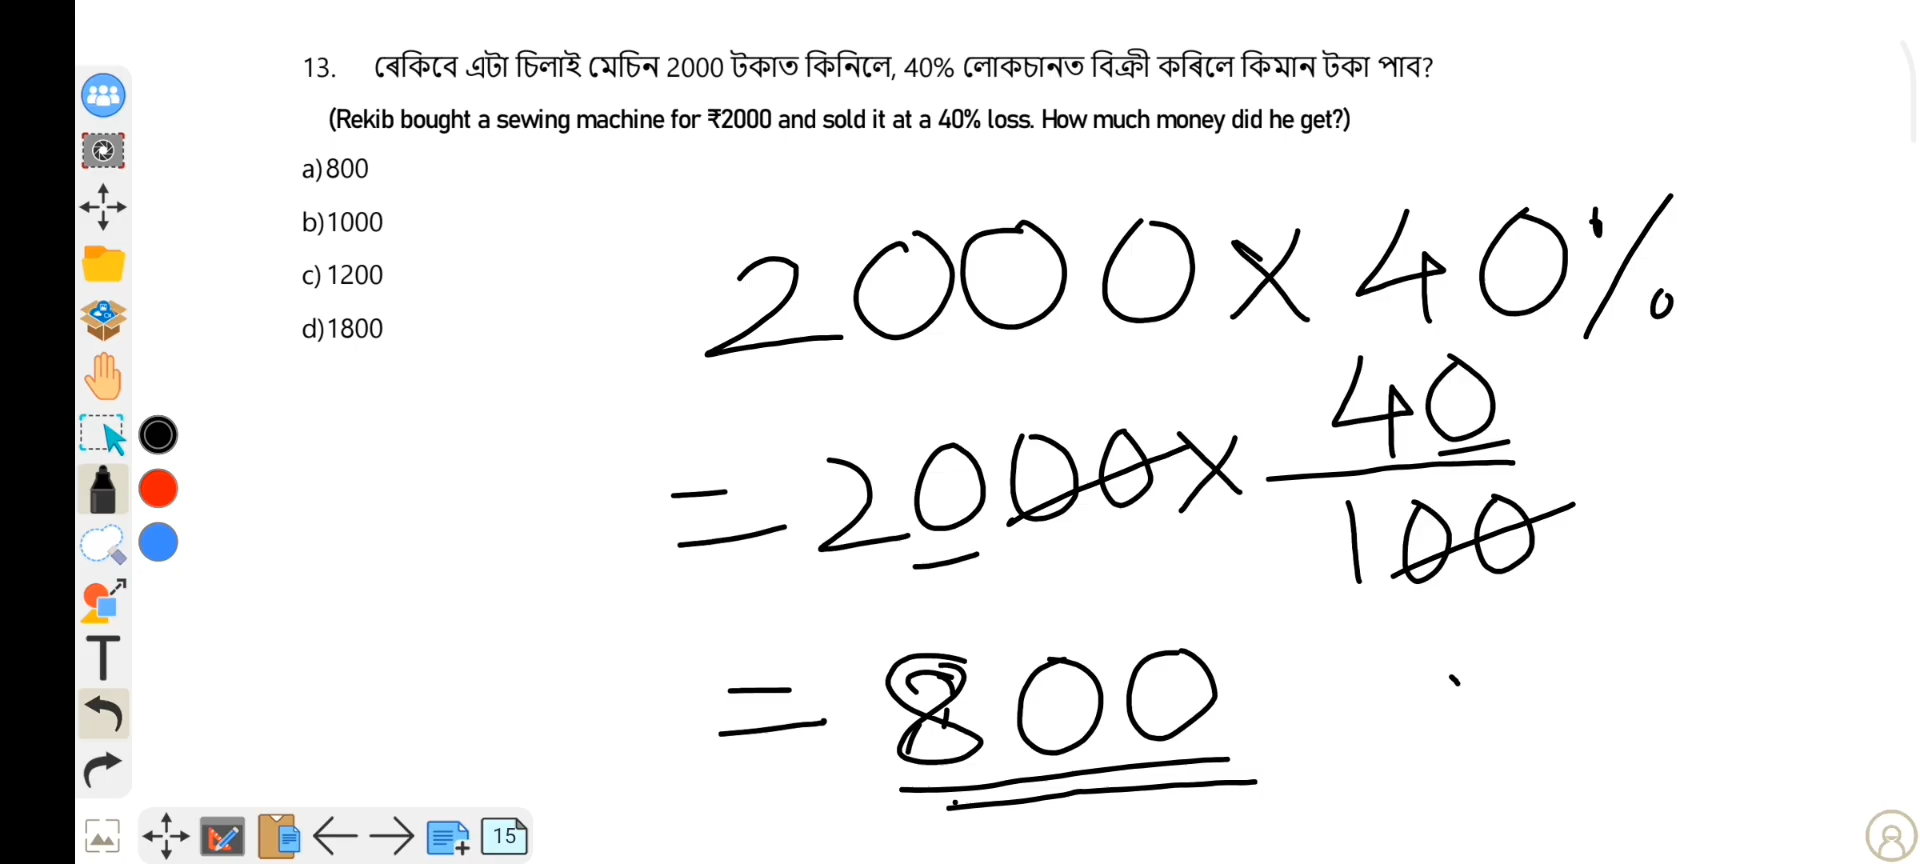 13. ৰেকিবে এটা চিলাই মেচিন 2000 টকাত কিনিলে, 40% লোকচানত বিক্ৰী কৰিলে কিমান টকা পাব?
(Rekib bought a sewing machine for ₹2000 and sold it at a 40% loss. How much money did he get?)
a) 800
b) 1000
c) 1200
d) 1800
2000 x 40%
= 2000 x 40/100
= 800
15